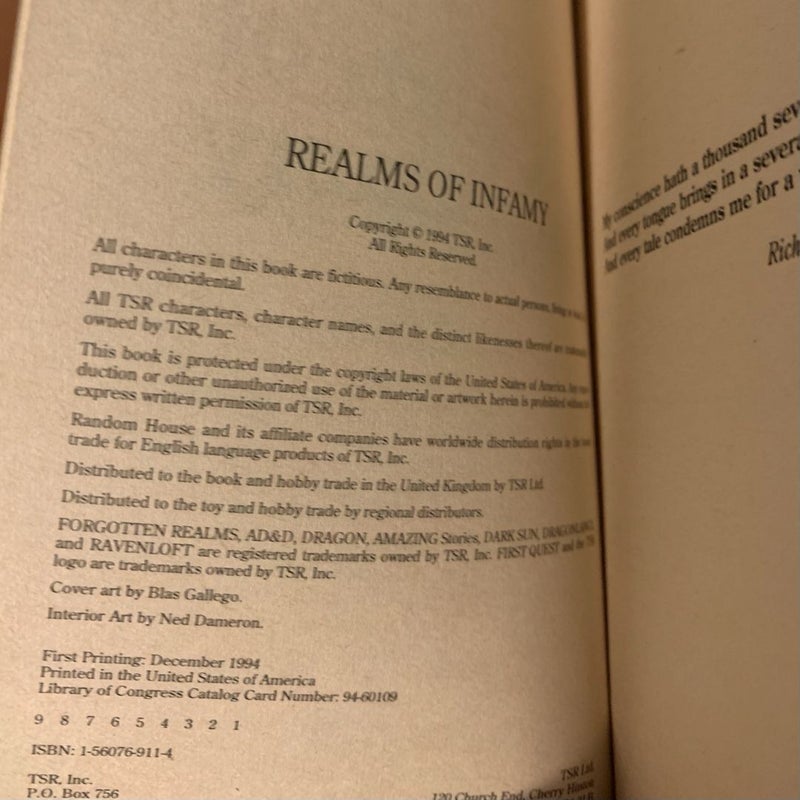 REALMS OF INFAMY
Copyright © 1994 TSR, Inc.
All Rights Reserved.
All characters in this book are fictitious. Any resemblance to actual persons, living
purely coincidental.
All TSR characters, character names, and the distinct likenesses thereof are
owned by TSR, Inc.
This book is protected under the copyright laws of the United States of America. Any
duction or other unauthorized use of the material or artwork herein is prohibited without
express written permission of TSR, Inc.
Random House and its affiliate companies have worldwide distribution rights in the
trade for English language products of TSR, Inc.
Distributed to the book and hobby trade in the United Kingdom by TSR Ltd.
Distributed to the toy and hobby trade by regional distributors.
FORGOTTEN REALMS, AD&D, DRAGON, AMAZING Stories, DARK SUN, DRAGONLANCE,
and RAVENLOFT are registered trademarks owned by TSR, Inc. FIRST QUEST and the TSR
logo are trademarks owned by TSR, Inc.
Cover art by Blas Gallego.
Interior Art by Ned Dameron.
First Printing: December 1994
Printed in the United States of America
Library of Congress Catalog Card Number: 94-60109
9 8 7 6 5 4 3 2 1
ISBN: 1-56076-911-4
TSR, Inc.
P.O. Box 756
TSR Ltd.
120 Church End, Cherry Hinton
My conscience hath a thousand sev
And every tongue brings in a severa
And every tale condemns me for a
Rich